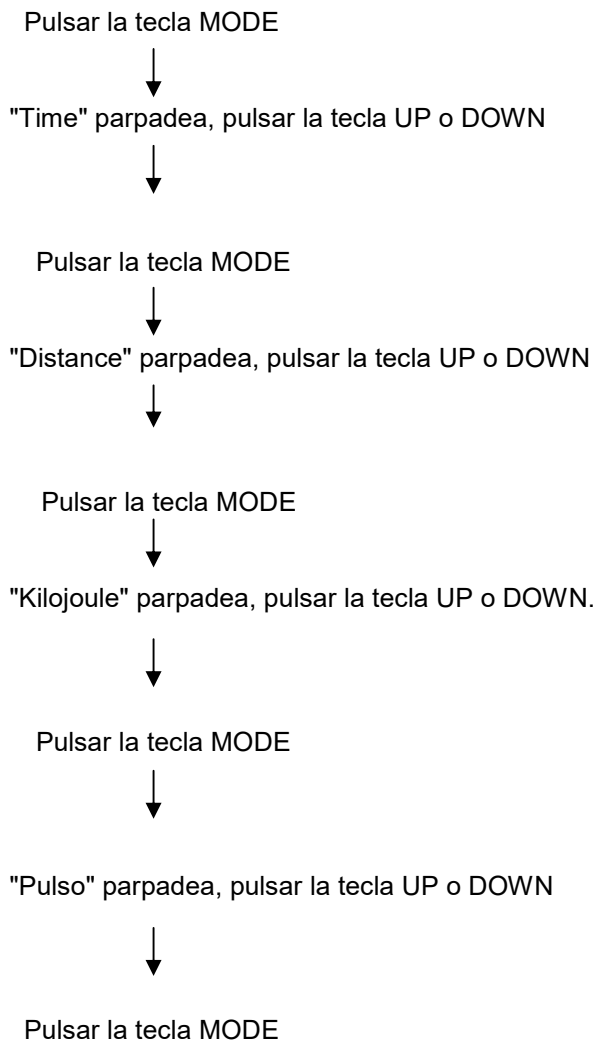 Pulsar la tecla MODE
"Time" parpadea, pulsar la tecla UP o DOWN
Pulsar la tecla MODE
"Distance" parpadea, pulsar la tecla UP o DOWN
Pulsar la tecla MODE
"Kilojoule" parpadea, pulsar la tecla UP o DOWN.
Pulsar la tecla MODE
"Pulso" parpadea, pulsar la tecla UP o DOWN
Pulsar la tecla MODE